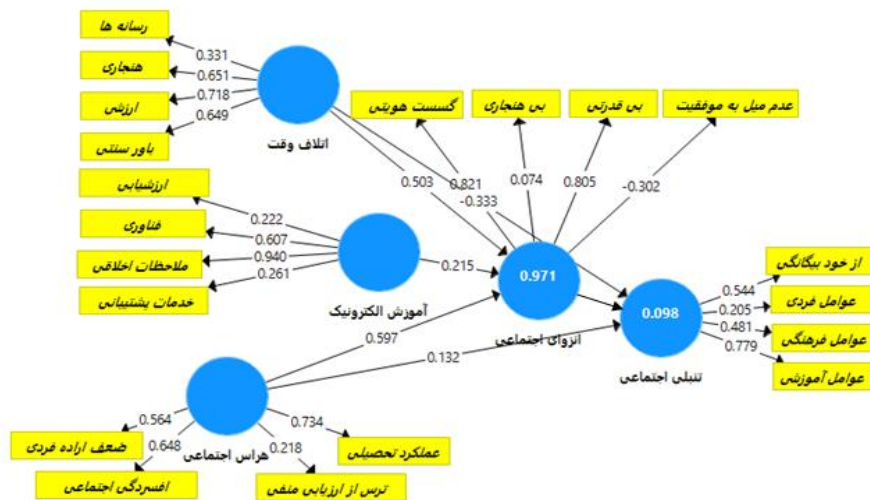 رسانه ها
0.331
هنجاری
0.651
ارزشی
0.718
باور سنتی
0.649
اتلاف وقت
گسست هویتی
بی هنجاری
بی قدرتی
عدم میل به موفقیت
0.503
0.821
-0.333
0.074
0.805
-0.302
ارزشیابی
0.222
فناوری
0.607
ملاحظات اخلاقی
0.940
خدمات پشتیبانی
0.261
آموزش الکترونیک
0.215
0.971
انزوای اجتماعی
0.098
تنبلی اجتماعی
از خود بیگانگی
0.544
عوامل فردی
0.205
عوامل فرهنگی
0.481
عوامل آموزشی
0.779
0.597
0.132
هراس اجتماعی
0.564
ضعف اراده فردی
0.648
افسردگی اجتماعی
0.218
ترس از ارزیابی منفی
0.734
عملکرد تحصیلی